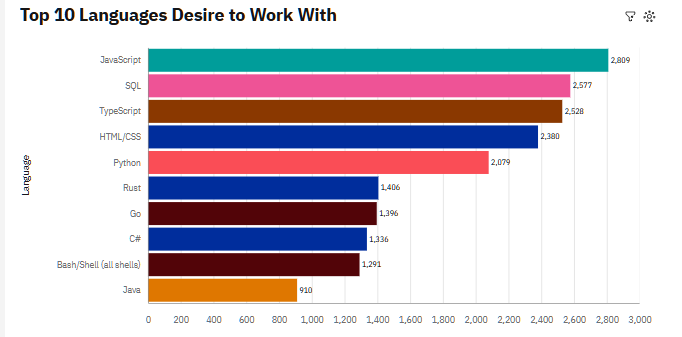 Top 10 Languages Desire to Work With
Language
JavaScript 2,809
SQL 2,577
TypeScript 2,528
HTML/CSS 2,380
Python 2,079
Rust 1,406
Go 1,396
C# 1,336
Bash/Shell (all shells) 1,291
Java 910
0 200 400 600 800 1,000 1,200 1,400 1,600 1,800 2,000 2,200 2,400 2,600 2,800 3,000